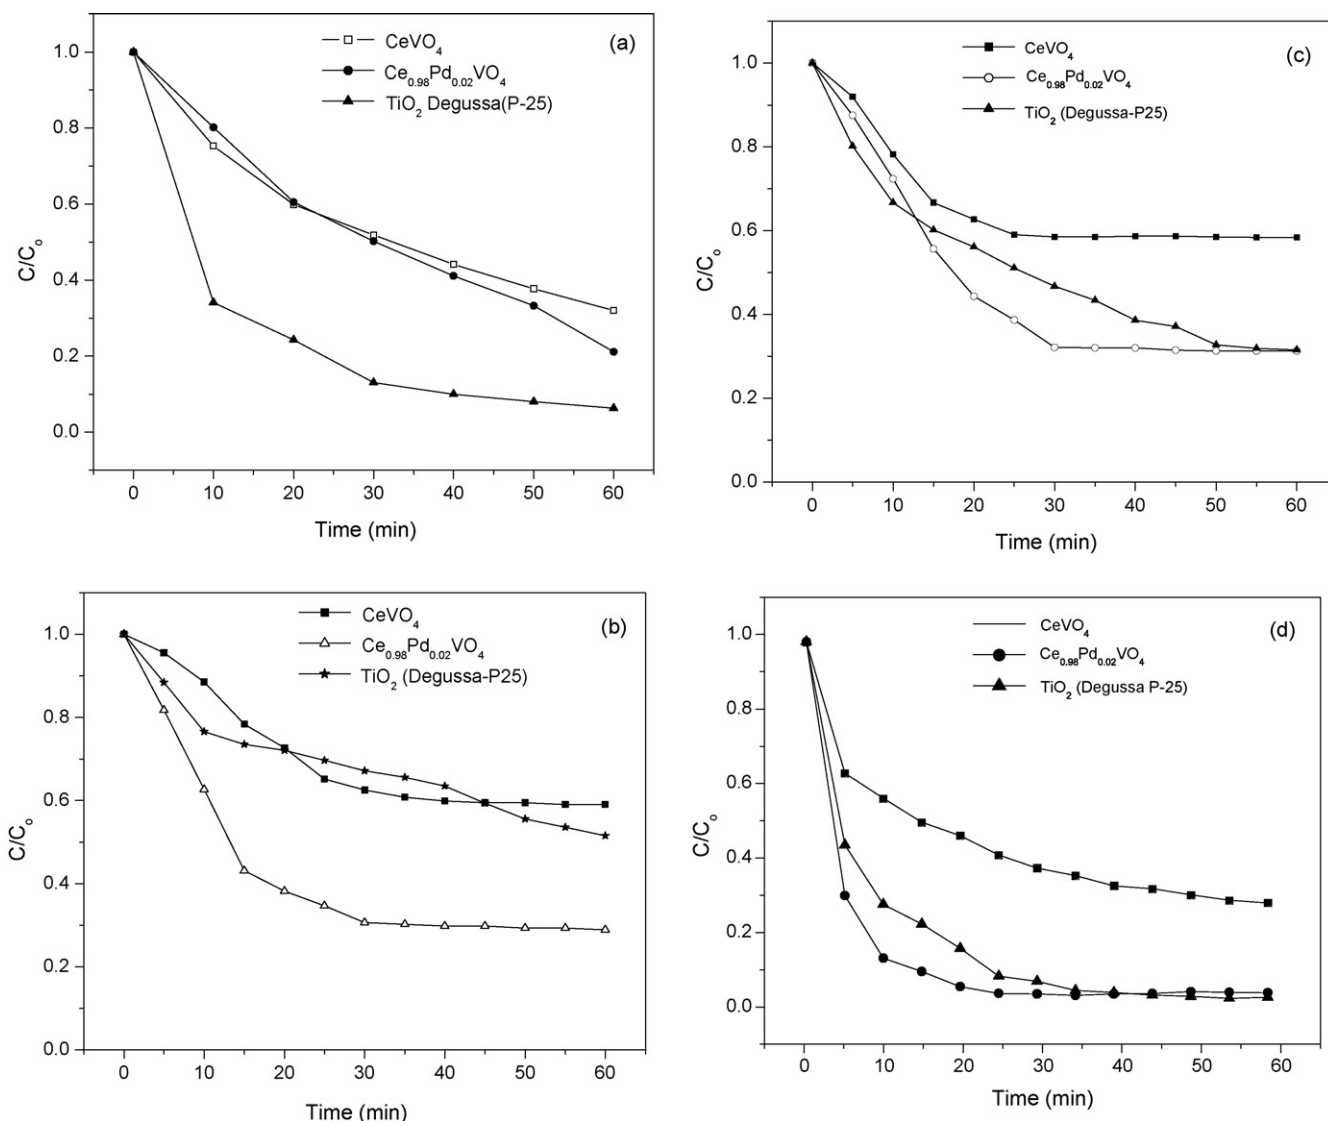 (a)
CeVO₄
Ce₀.₉₈Pd₀.₀₂VO₄
TiO₂ Degussa(P-25)
1.0
0.8
0.6
0.4
0.2
0.0
C/Cₒ
0 10 20 30 40 50 60
Time (min)
(c)
CeVO₄
Ce₀.₉₈Pd₀.₀₂VO₄
TiO₂ (Degussa-P25)
1.0
0.8
0.6
0.4
0.2
0.0
C/Cₒ
0 10 20 30 40 50 60
Time (min)
(b)
CeVO₄
Ce₀.₉₈Pd₀.₀₂VO₄
TiO₂ (Degussa-P25)
1.0
0.8
0.6
0.4
0.2
0.0
C/Cₒ
0 10 20 30 40 50 60
Time (min)
(d)
CeVO₄
Ce₀.₉₈Pd₀.₀₂VO₄
TiO₂ (Degussa P-25)
1.0
0.8
0.6
0.4
0.2
0.0
C/Cₒ
0 10 20 30 40 50 60
Time (min)